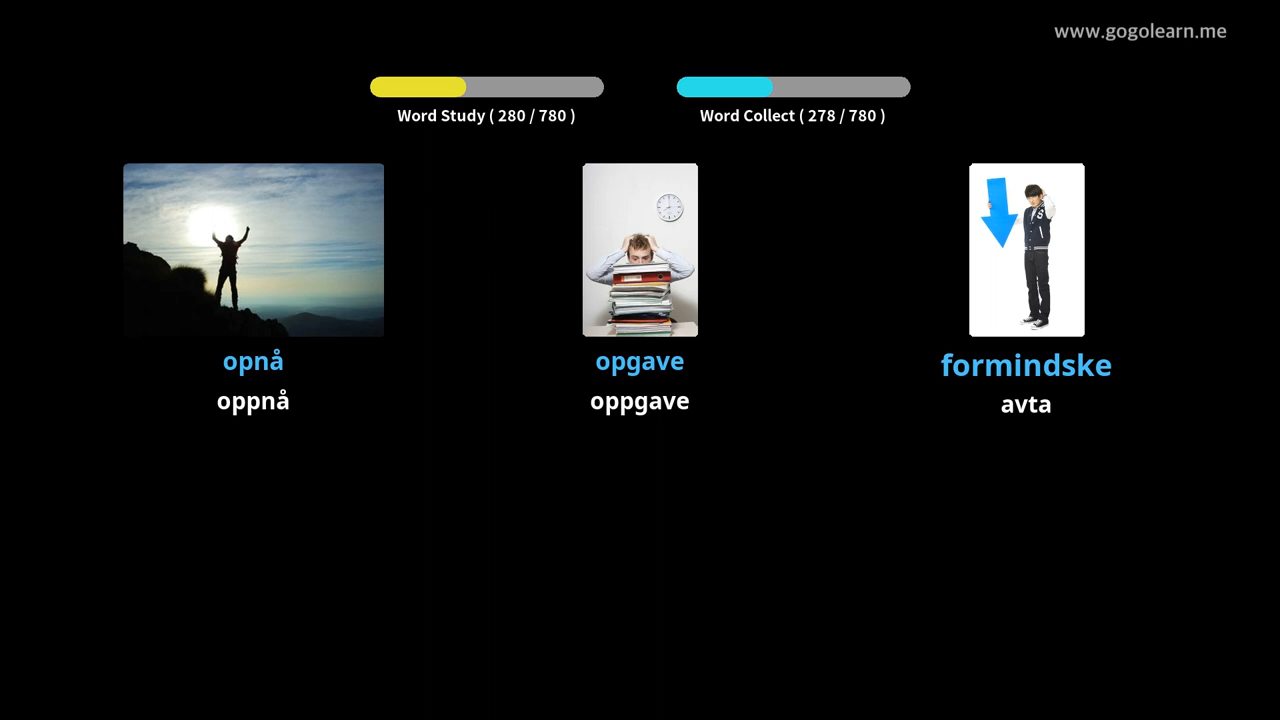 www.gogolearn.me
Word Study ( 280 / 780 )
Word Collect ( 278 / 780 )
opnå
oppnå
opgave
oppgave
formindske
avta